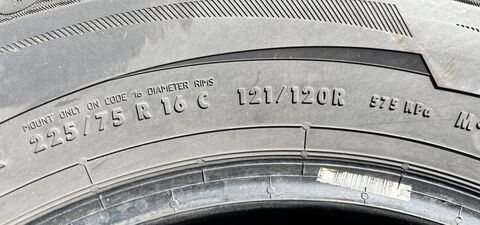 MOUNT ONLY ON CODE 16 DIAMETER RIMS
225/75 R 16 C 121/120R 575 KPa